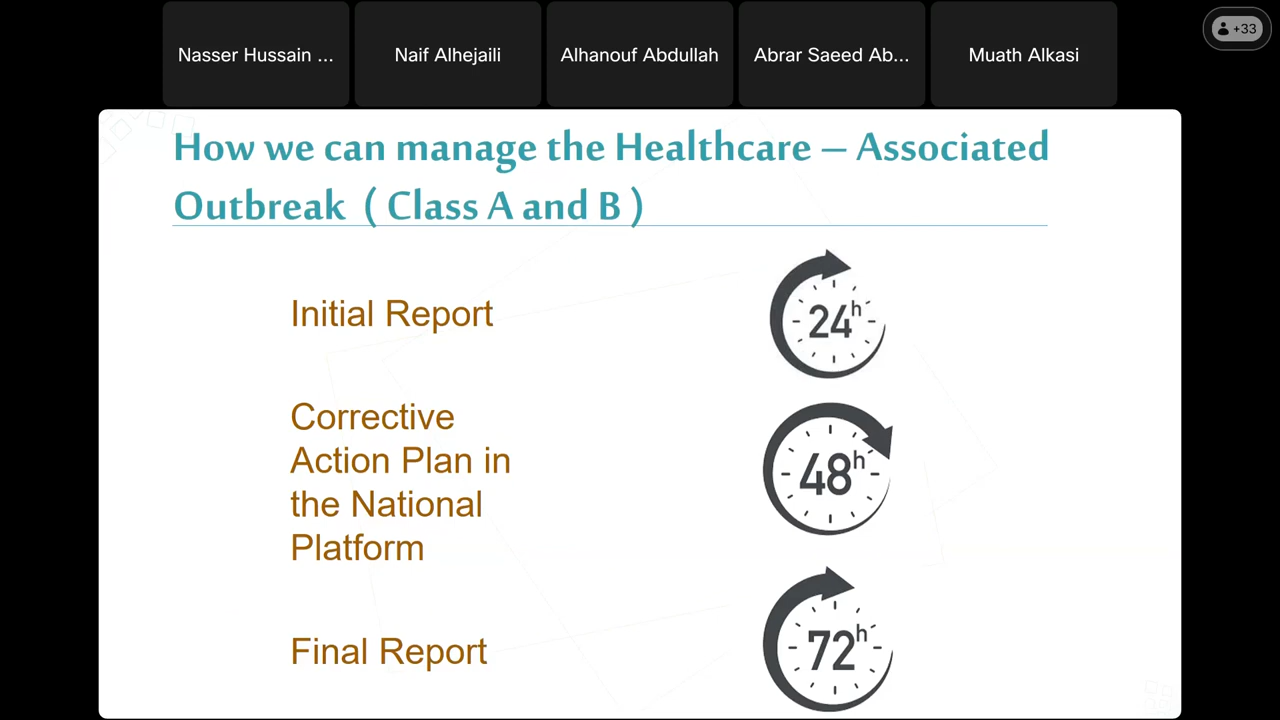 Nasser Hussain ...
Naif Alhejaili
Alhanouf Abdullah
Abrar Saeed Ab...
Muath Alkasi
+33
How we can manage the Healthcare – Associated
Outbreak ( Class A and B )
Initial Report
24h
Corrective
Action Plan in
the National
Platform
48h
Final Report
72h